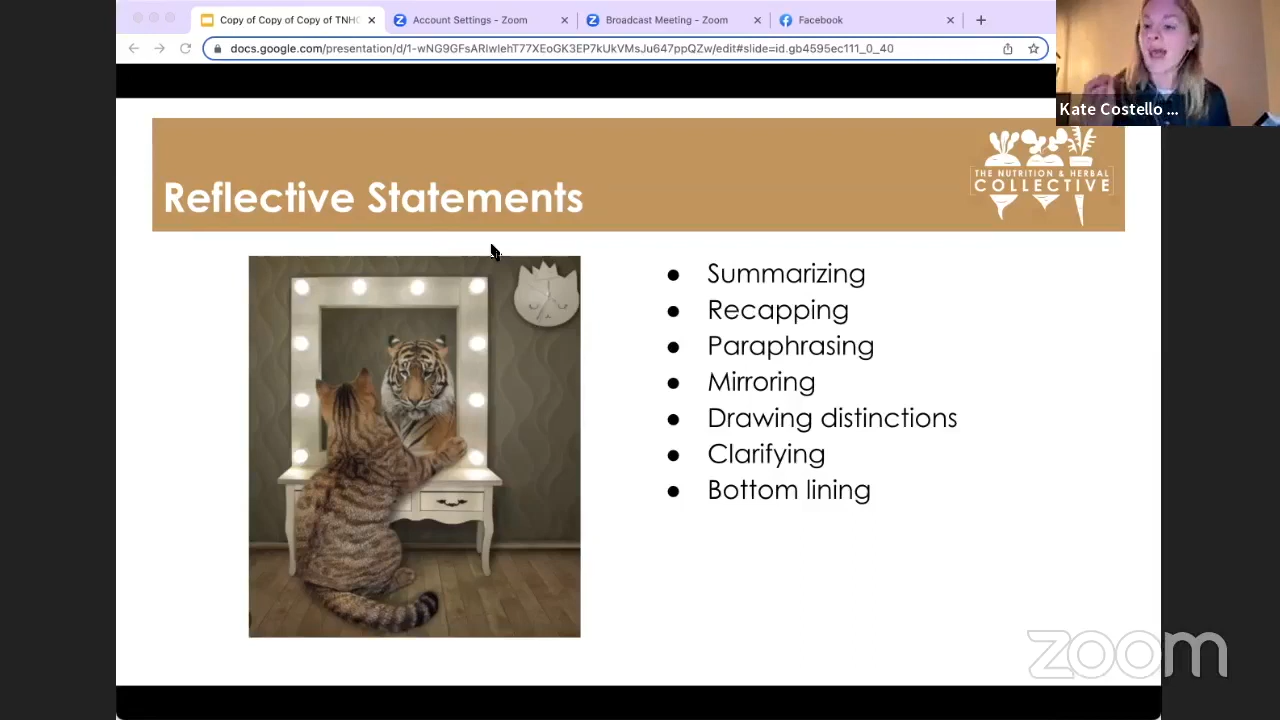 Copy of Copy of Copy of TNHC
Account Settings - Zoom
Broadcast Meeting - Zoom
Facebook
docs.google.com/presentation/d/1-wNG9GFsARIwIehT77XEoGK3EP7kUkVMsJu647ppQZw/edit#slide=id.gb4595ec111_0_40
Kate Costello ...
THE NUTRITION & HERBAL
COLLECTIVE
Reflective Statements
● Summarizing
● Recapping
● Paraphrasing
● Mirroring
● Drawing distinctions
● Clarifying
● Bottom lining
zoom